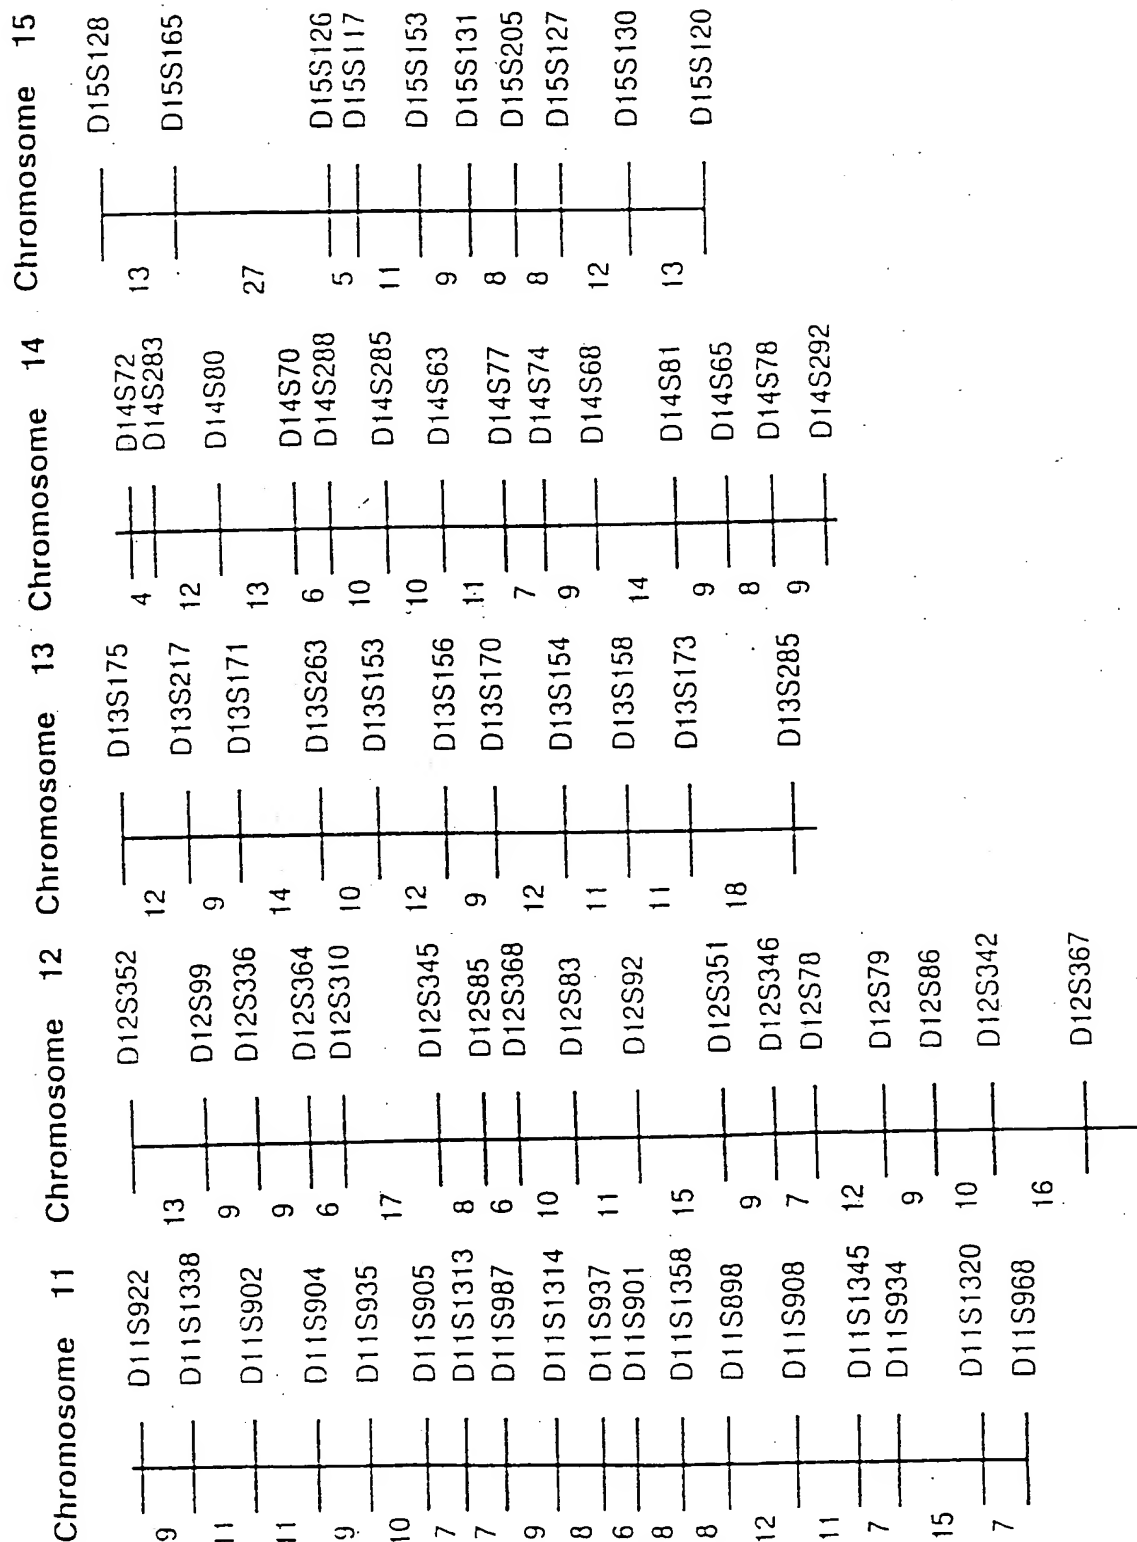 Chromosome 11
D11S922
9
D11S1338
11
D11S902
11
D11S904
9
D11S935
10
D11S905
7
D11S1313
7
D11S987
9
D11S1314
8
D11S937
6
D11S901
8
D11S1358
8
D11S898
12
D11S908
11
D11S1345
7
D11S934
15
D11S1320
7
D11S968
Chromosome 12
D12S352
13
D12S99
9
D12S336
9
D12S364
6
D12S310
17
D12S345
8
D12S85
6
D12S368
10
D12S83
11
D12S92
15
D12S351
9
D12S346
7
D12S78
12
D12S79
9
D12S86
10
D12S342
16
D12S367
Chromosome 13
D13S175
12
D13S217
9
D13S171
14
D13S263
10
D13S153
12
D13S156
9
D13S170
12
D13S154
11
D13S158
11
D13S173
18
D13S285
Chromosome 14
D14S72
4
D14S283
12
D14S80
13
D14S70
6
D14S288
10
D14S285
10
D14S63
11
D14S77
7
D14S74
9
D14S68
14
D14S81
9
D14S65
8
D14S78
9
D14S292
Chromosome 15
D15S128
13
D15S165
27
D15S126
5
D15S117
11
D15S153
9
D15S131
8
D15S205
8
D15S127
12
D15S130
13
D15S120